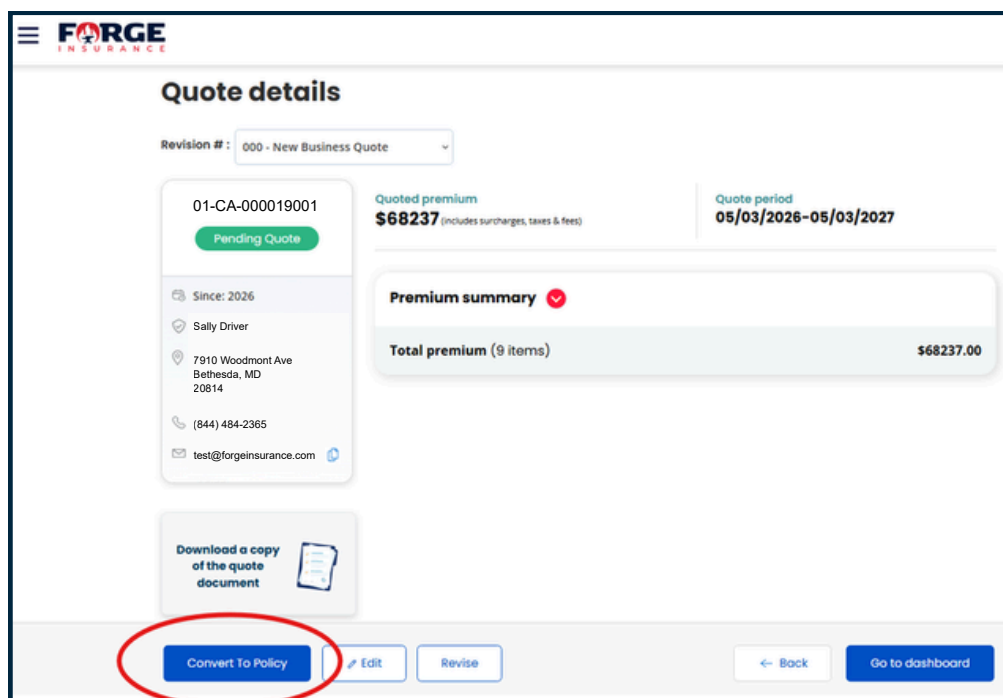 FORGE
INSURANCE
Quote details
Revision # : 000 - New Business Quote
01-CA-000019001
Pending Quote
Since: 2026
Sally Driver
7910 Woodmont Ave
Bethesda, MD
20814
(844) 484-2365
test@forgeinsurance.com
Quoted premium
$68237 (includes surcharges, taxes & fees)
Quote period
05/03/2026-05/03/2027
Premium summary
Total premium (9 items) $68237.00
Download a copy
of the quote
document
Convert To Policy Edit Revise ← Back Go to dashboard